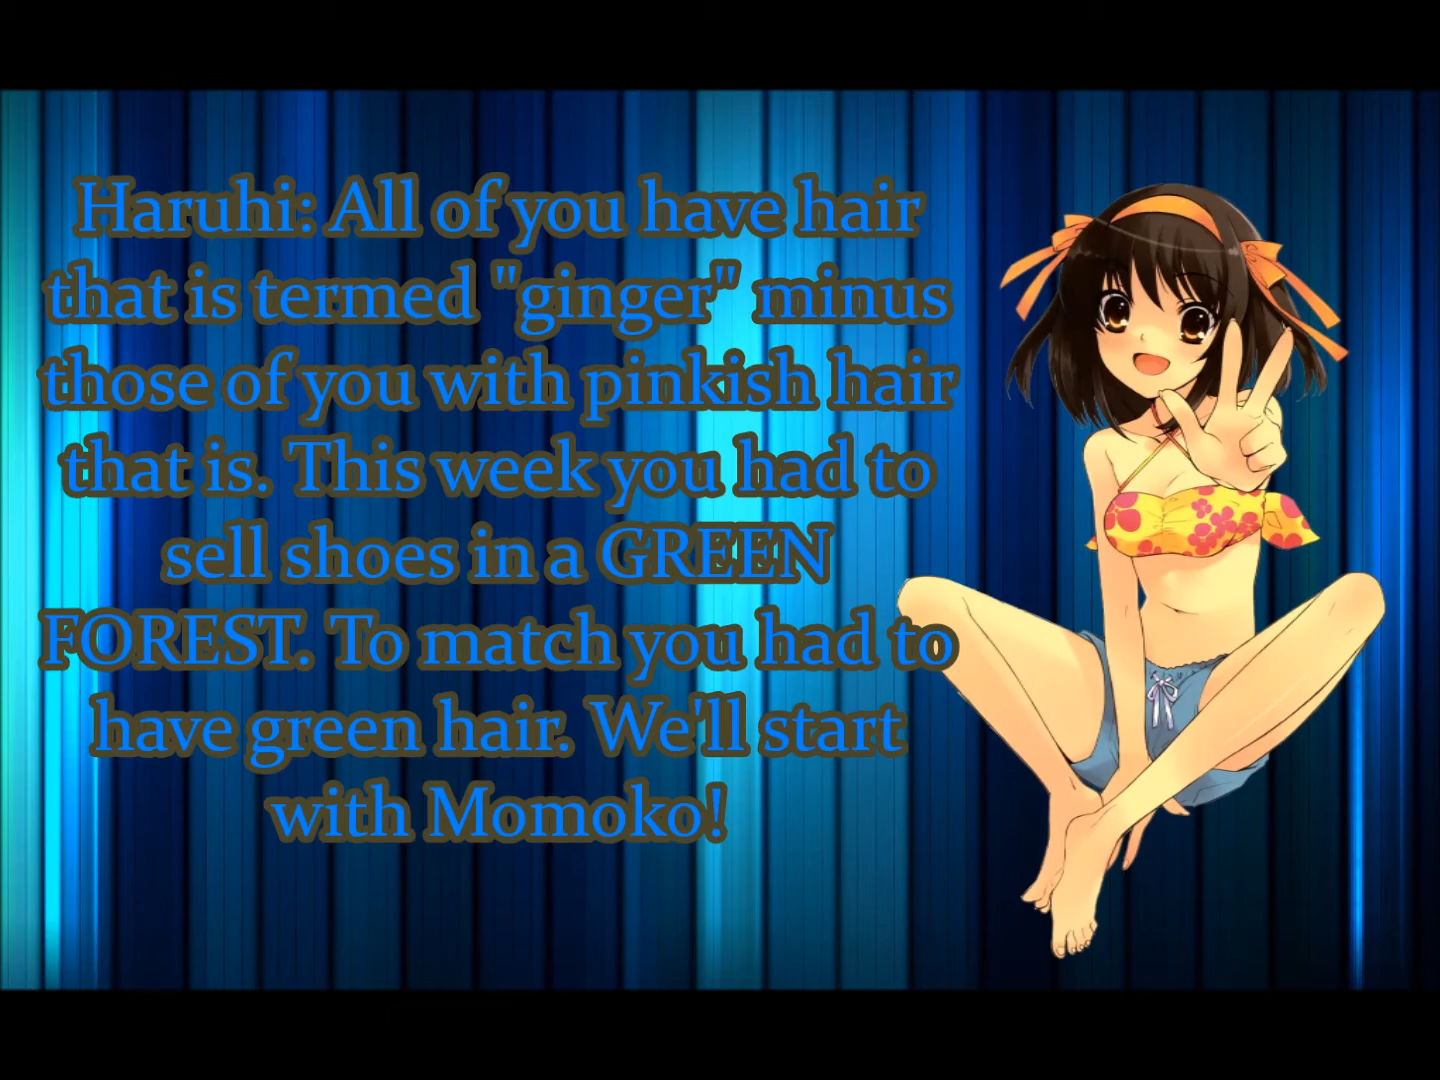 Haruhi: All of you have hair
that is termed "ginger" minus
those of you with pinkish hair
that is. This week you had to
sell shoes in a GREEN
FOREST. To match you had to
have green hair. We'll start
with Momoko!